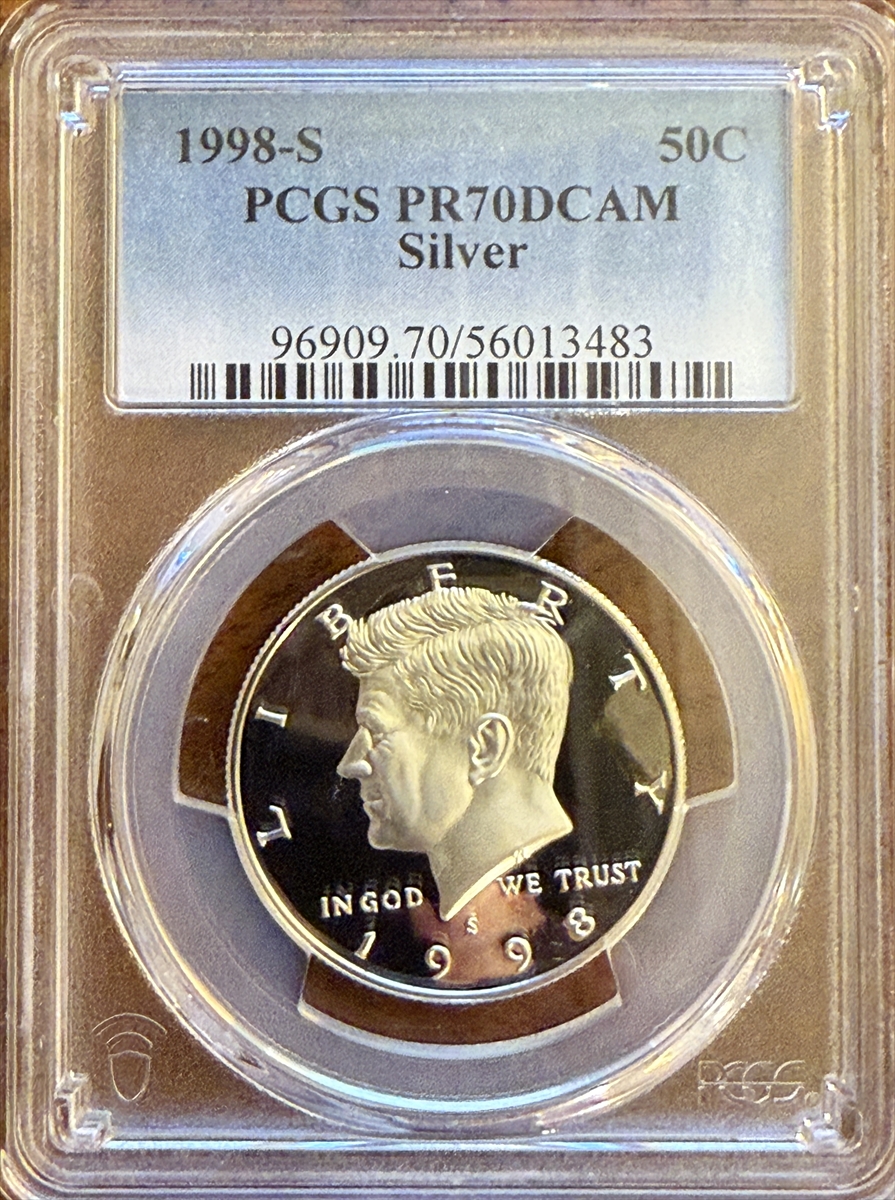 1998-S 50C
PCGS PR70DCAM
Silver
96909.70/56013483
LIBERTY
IN GOD WE TRUST
S
1998
PCGS